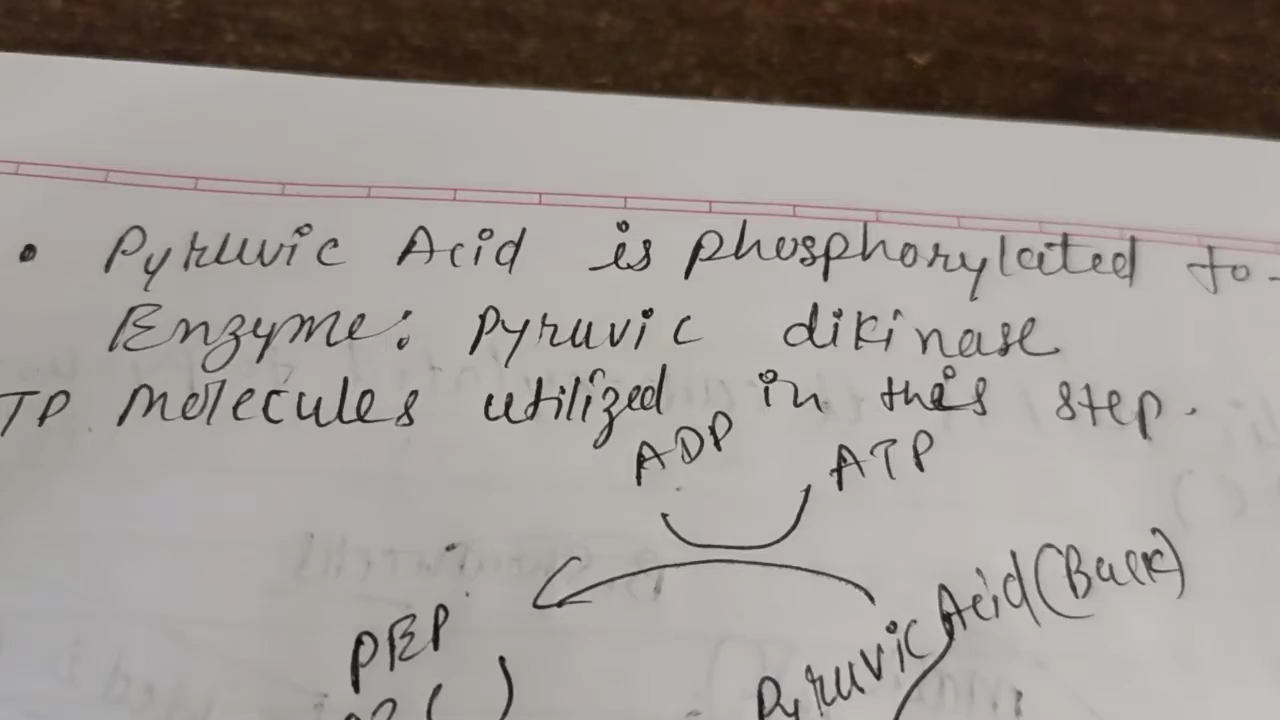 • Pyruvic Acid is phosphorylated to-
Enzyme: Pyruvic dikinase
TP molecules utilized in this step.
ADP
ATP
PEP
Pyruvic Acid (Back)